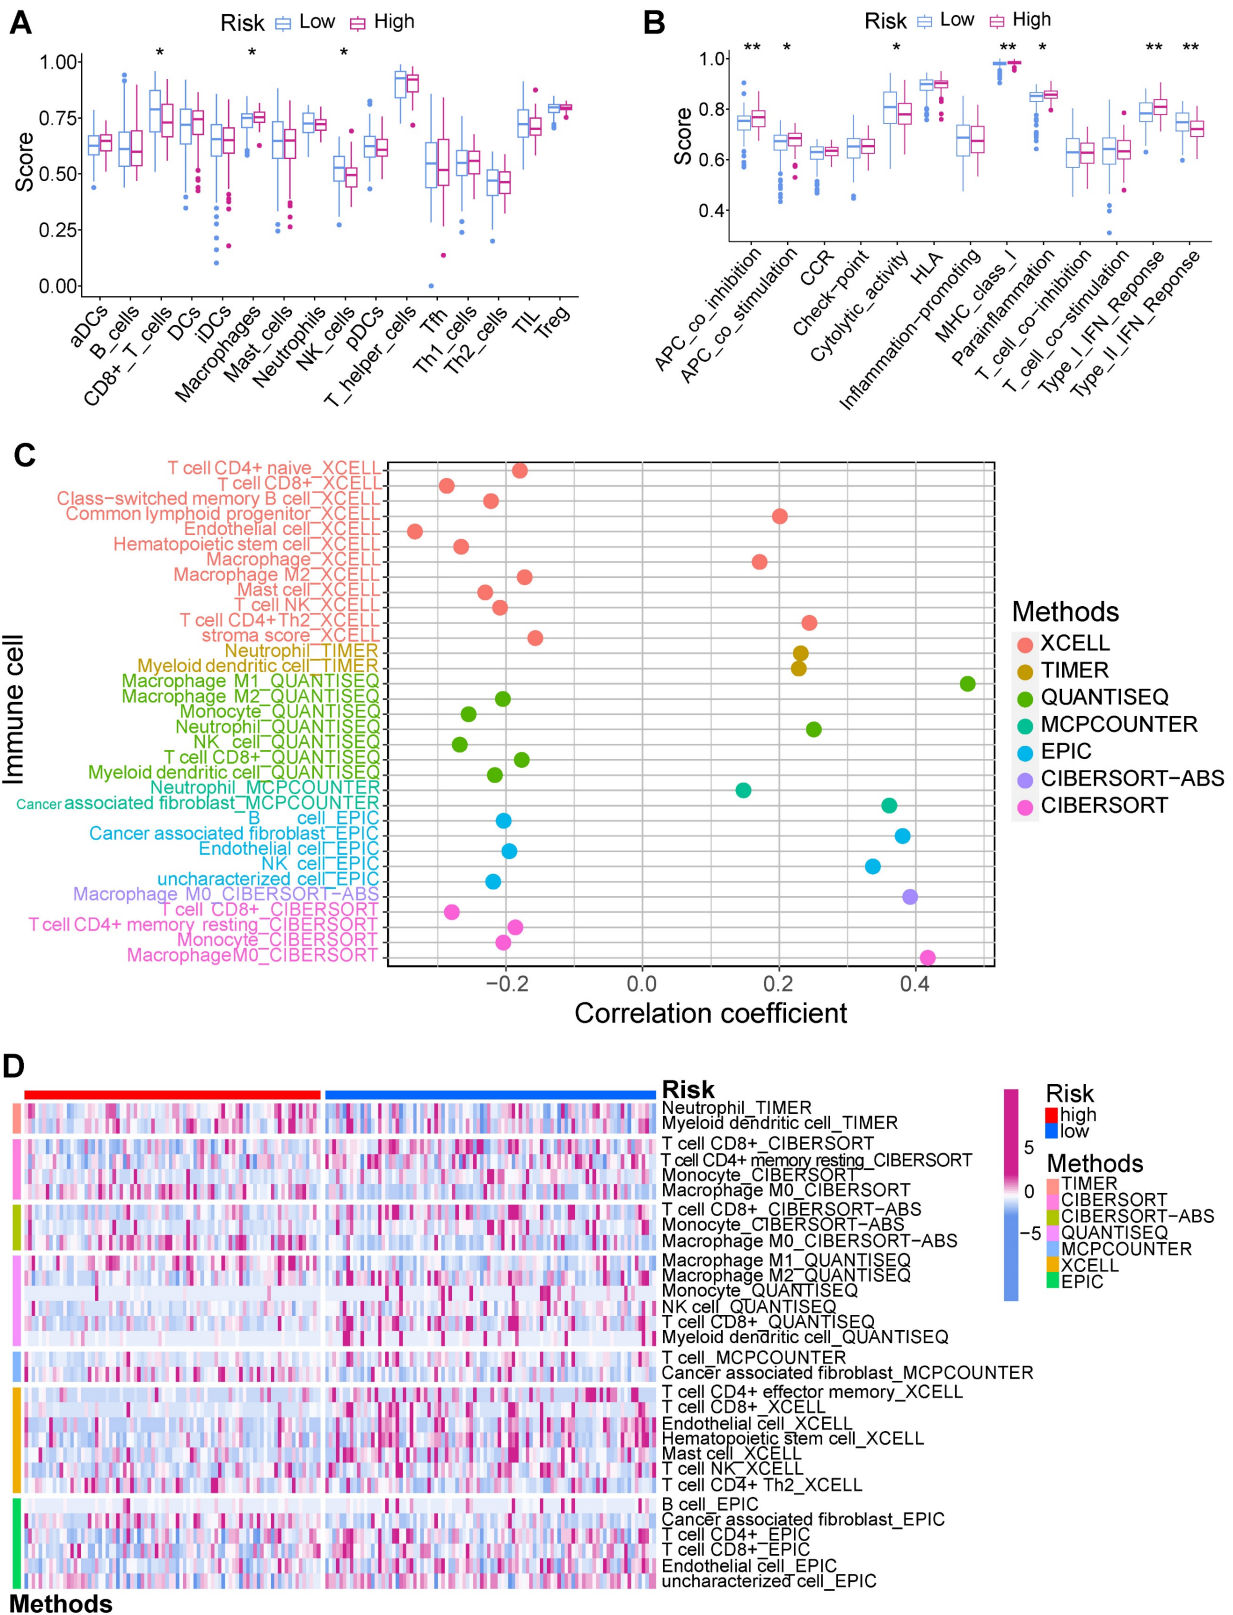 A
Risk Low High
* * *
Score
1.00
0.75
0.50
0.25
0.00
aDCs
B_cells
CD8+_T_cells
DCs
iDCs
Macrophages
Mast_cells
Neutrophils
NK_cells
pDCs
T_helper_cells
Tfh
Th1_cells
Th2_cells
TIL
Treg
B
Risk Low High
** * * ** * ** **
Score
1.0
0.8
0.6
0.4
APC_co_inhibition
APC_co_stimulation
CCR
Check−point
Cytolytic_activity
HLA
Inflammation−promoting
MHC_class_I
Parainflammation
T_cell_co−inhibition
T_cell_co−stimulation
Type_I_IFN_Reponse
Type_II_IFN_Reponse
C
Immune cell
T cell CD4+ naive_XCELL
T cell CD8+_XCELL
Class−switched memory B cell_XCELL
Common lymphoid progenitor_XCELL
Endothelial cell_XCELL
Hematopoietic stem cell_XCELL
Macrophage_XCELL
Macrophage M2_XCELL
Mast cell_XCELL
T cell NK_XCELL
T cell CD4+Th2_XCELL
stroma score_XCELL
Neutrophil_TIMER
Myeloid dendritic cell_TIMER
Macrophage M1_QUANTISEQ
Macrophage M2_QUANTISEQ
Monocyte_QUANTISEQ
Neutrophil_QUANTISEQ
NK cell_QUANTISEQ
T cell CD8+_QUANTISEQ
Myeloid dendritic cell_QUANTISEQ
Neutrophil_MCPCOUNTER
Cancer associated fibroblast_MCPCOUNTER
B cell_EPIC
Cancer associated fibroblast_EPIC
Endothelial cell_EPIC
NK cell_EPIC
uncharacterized cell_EPIC
Macrophage M0_CIBERSORT−ABS
T cell CD8+_CIBERSORT
T cell CD4+ memory resting_CIBERSORT
Monocyte_CIBERSORT
MacrophageM0_CIBERSORT
−0.2 0.0 0.2 0.4
Correlation coefficient
Methods
XCELL
TIMER
QUANTISEQ
MCPCOUNTER
EPIC
CIBERSORT−ABS
CIBERSORT
D
Risk
Neutrophil_TIMER
Myeloid dendritic cell_TIMER
T cell CD8+_CIBERSORT
T cell CD4+ memory resting_CIBERSORT
Monocyte_CIBERSORT
Macrophage M0_CIBERSORT
T cell CD8+_CIBERSORT−ABS
Monocyte_CIBERSORT−ABS
Macrophage M0_CIBERSORT−ABS
Macrophage M1_QUANTISEQ
Macrophage M2_QUANTISEQ
Monocyte_QUANTISEQ
NK cell_QUANTISEQ
T cell CD8+_QUANTISEQ
Myeloid dendritic cell_QUANTISEQ
T cell_MCPCOUNTER
Cancer associated fibroblast_MCPCOUNTER
T cell CD4+ effector memory_XCELL
T cell CD8+_XCELL
Endothelial cell_XCELL
Hematopoietic stem cell_XCELL
Mast cell_XCELL
T cell NK_XCELL
T cell CD4+ Th2_XCELL
B cell_EPIC
Cancer associated fibroblast_EPIC
T cell CD4+_EPIC
T cell CD8+_EPIC
Endothelial cell_EPIC
uncharacterized cell_EPIC
Methods
5
0
−5
Risk
high
low
Methods
TIMER
CIBERSORT
CIBERSORT−ABS
QUANTISEQ
MCPCOUNTER
XCELL
EPIC